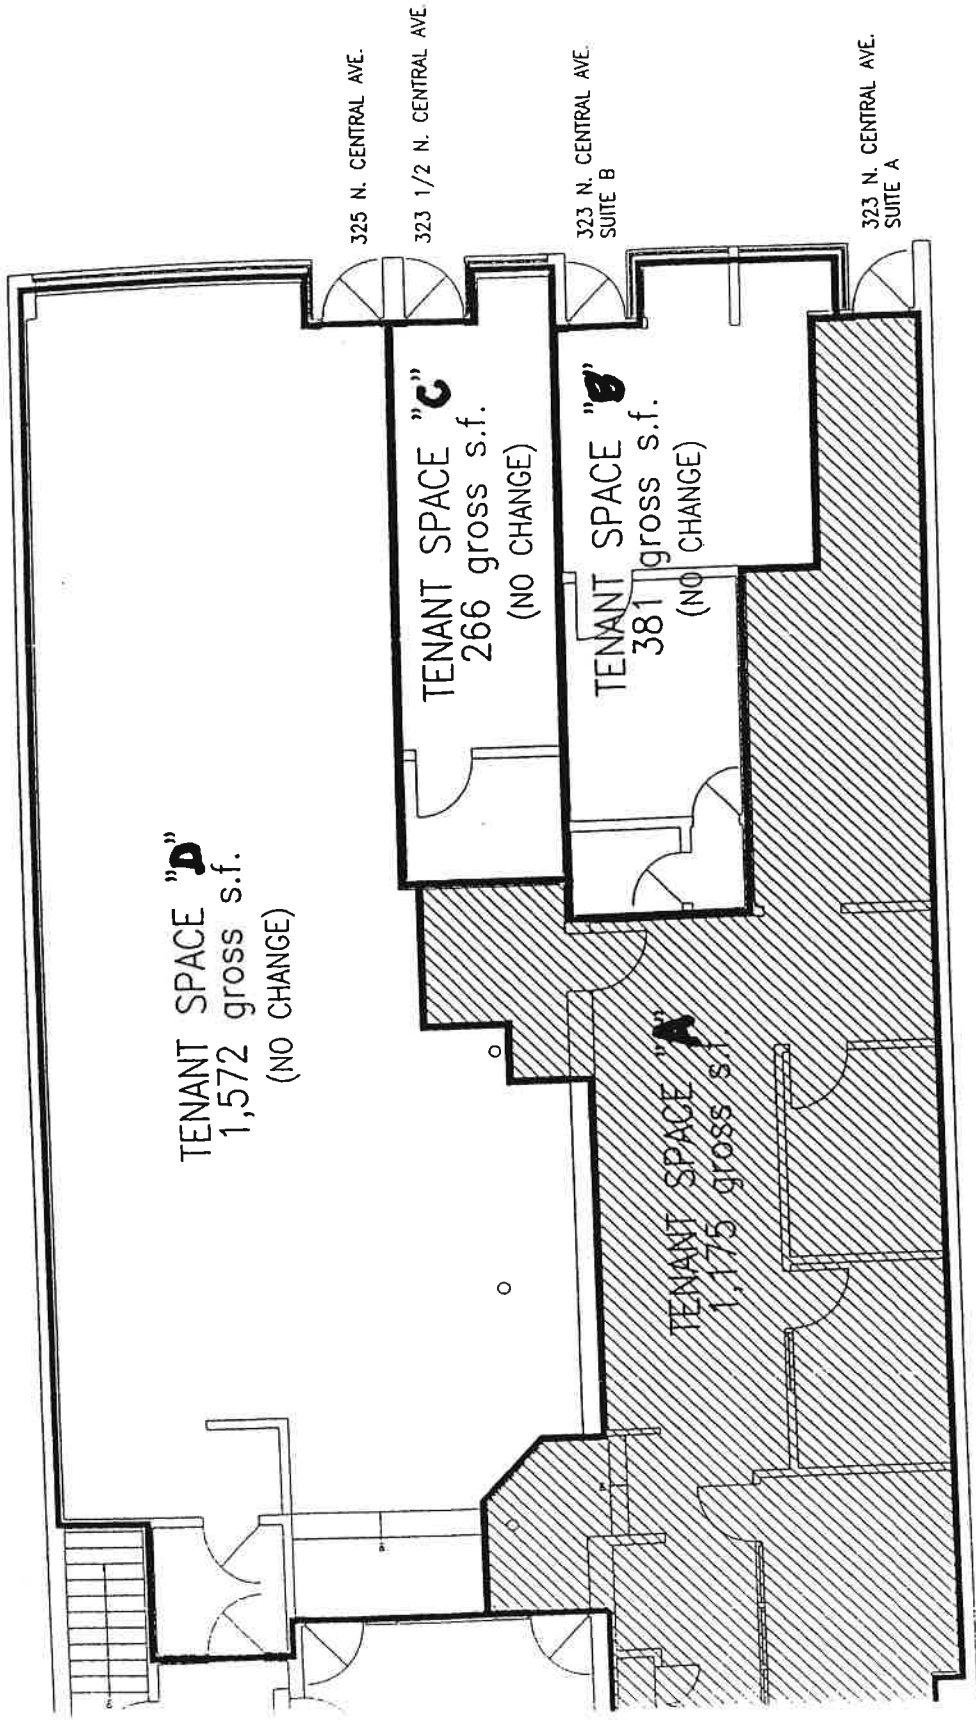 325 N. CENTRAL AVE.
323 1/2 N. CENTRAL AVE.
323 N. CENTRAL AVE.
SUITE B
323 N. CENTRAL AVE.
SUITE A
TENANT SPACE "D"
1,572 gross s.f.
(NO CHANGE)
TENANT SPACE "C"
266 gross s.f.
(NO CHANGE)
TENANT SPACE "B"
381 gross s.f.
(NO CHANGE)
TENANT SPACE "A"
1,175 gross s.f.